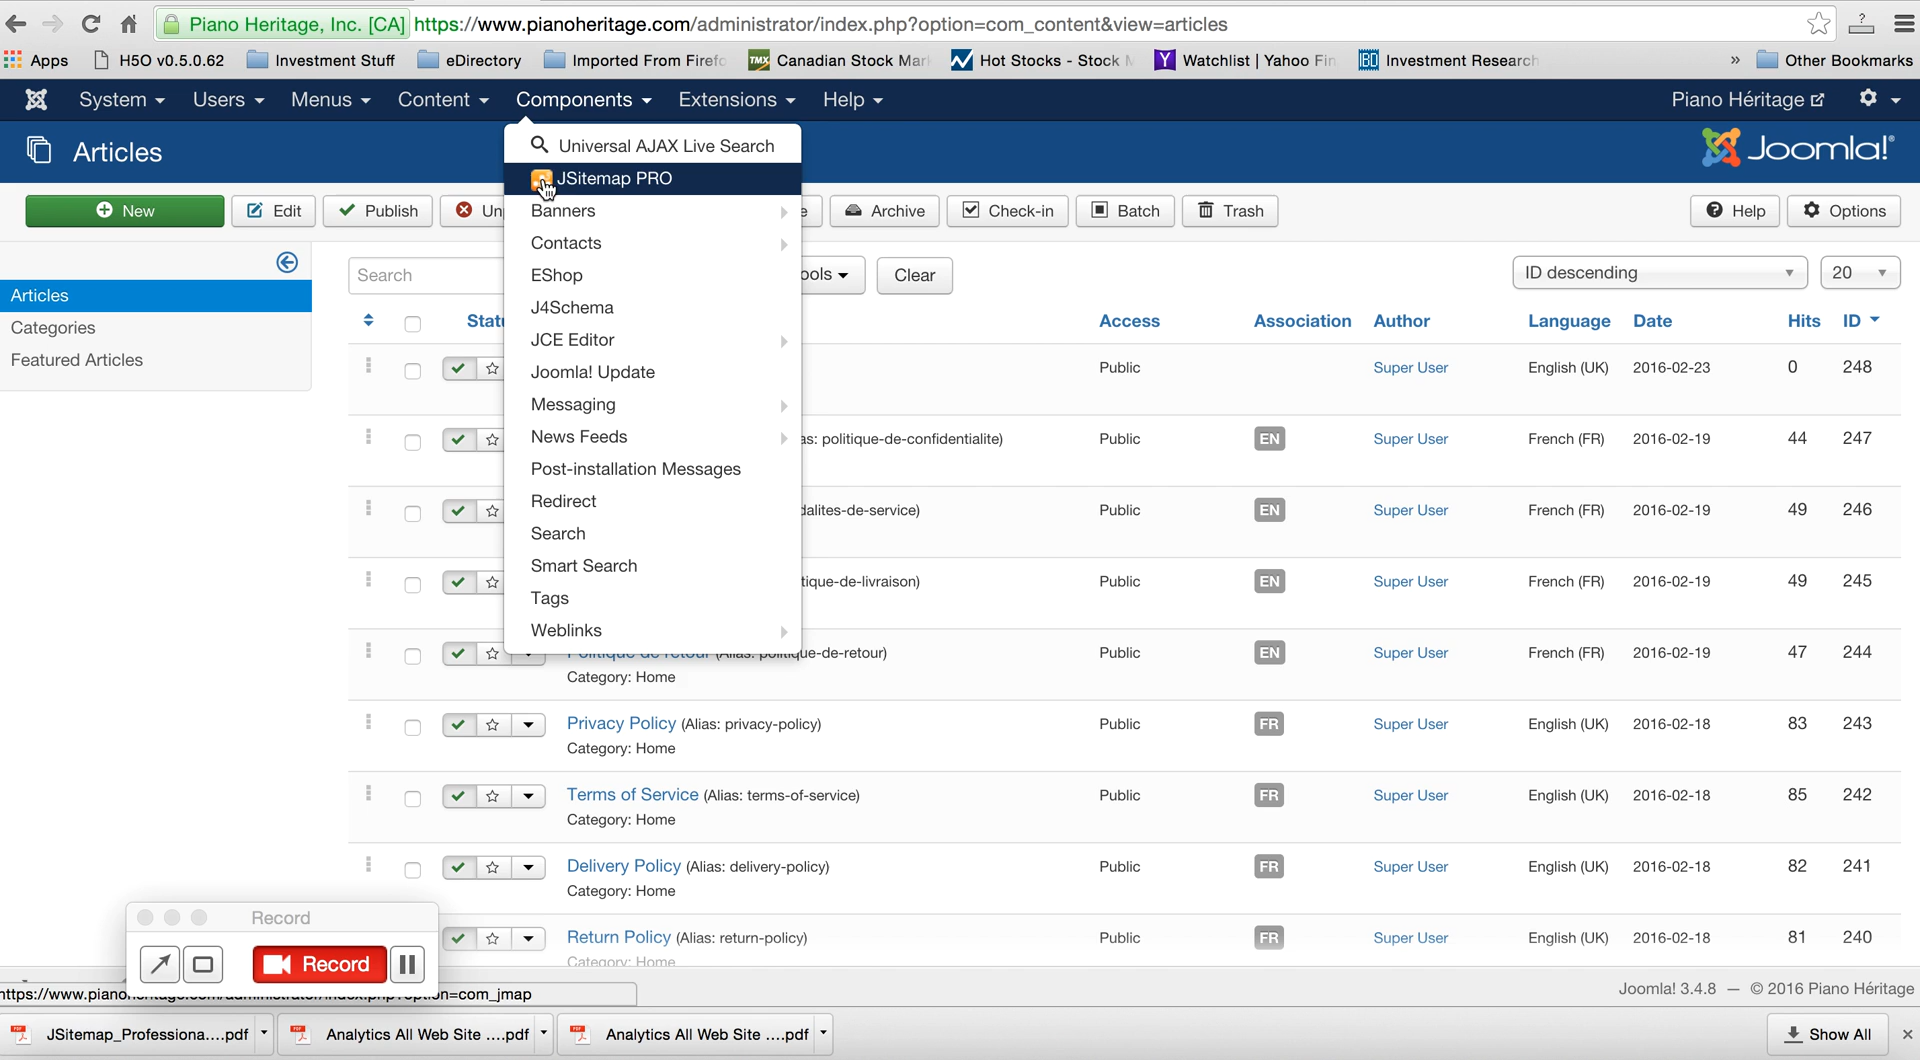 Piano Heritage, Inc. [CA] https://www.pianoheritage.com/administrator/index.php?option=com_content&view=articles
Apps H5O v0.5.0.62 Investment Stuff eDirectory Imported From Firefo Canadian Stock Mar Hot Stocks - Stock Watchlist | Yahoo Fin Investment Research » Other Bookmarks
System Users Menus Content Components Extensions Help Piano Héritage
Articles Joomla!
Universal AJAX Live Search
JSitemap PRO
Banners
Contacts
EShop
J4Schema
JCE Editor
Joomla! Update
Messaging
News Feeds
Post-installation Messages
Redirect
Search
Smart Search
Tags
Weblinks
New Edit Publish Un e Archive Check-in Batch Trash Help Options
Search ools Clear ID descending 20
Articles
Categories
Featured Articles
Statu Access Association Author Language Date Hits ID
Public Super User English (UK) 2016-02-23 0 248
as: politique-de-confidentialite) Public EN Super User French (FR) 2016-02-19 44 247
dalites-de-service) Public EN Super User French (FR) 2016-02-19 49 246
tique-de-livraison) Public EN Super User French (FR) 2016-02-19 49 245
Politique de retour (Alias: politique-de-retour) Public EN Super User French (FR) 2016-02-19 47 244
Category: Home
Privacy Policy (Alias: privacy-policy) Public FR Super User English (UK) 2016-02-18 83 243
Category: Home
Terms of Service (Alias: terms-of-service) Public FR Super User English (UK) 2016-02-18 85 242
Category: Home
Delivery Policy (Alias: delivery-policy) Public FR Super User English (UK) 2016-02-18 82 241
Category: Home
Return Policy (Alias: return-policy) Public FR Super User English (UK) 2016-02-18 81 240
Category: Home
Record
Record
https://www.pianoheritage.com/administrator/index.php?option=com_jmap
Joomla! 3.4.8 — © 2016 Piano Héritage
JSitemap_Professiona....pdf Analytics All Web Site ....pdf Analytics All Web Site ....pdf Show All